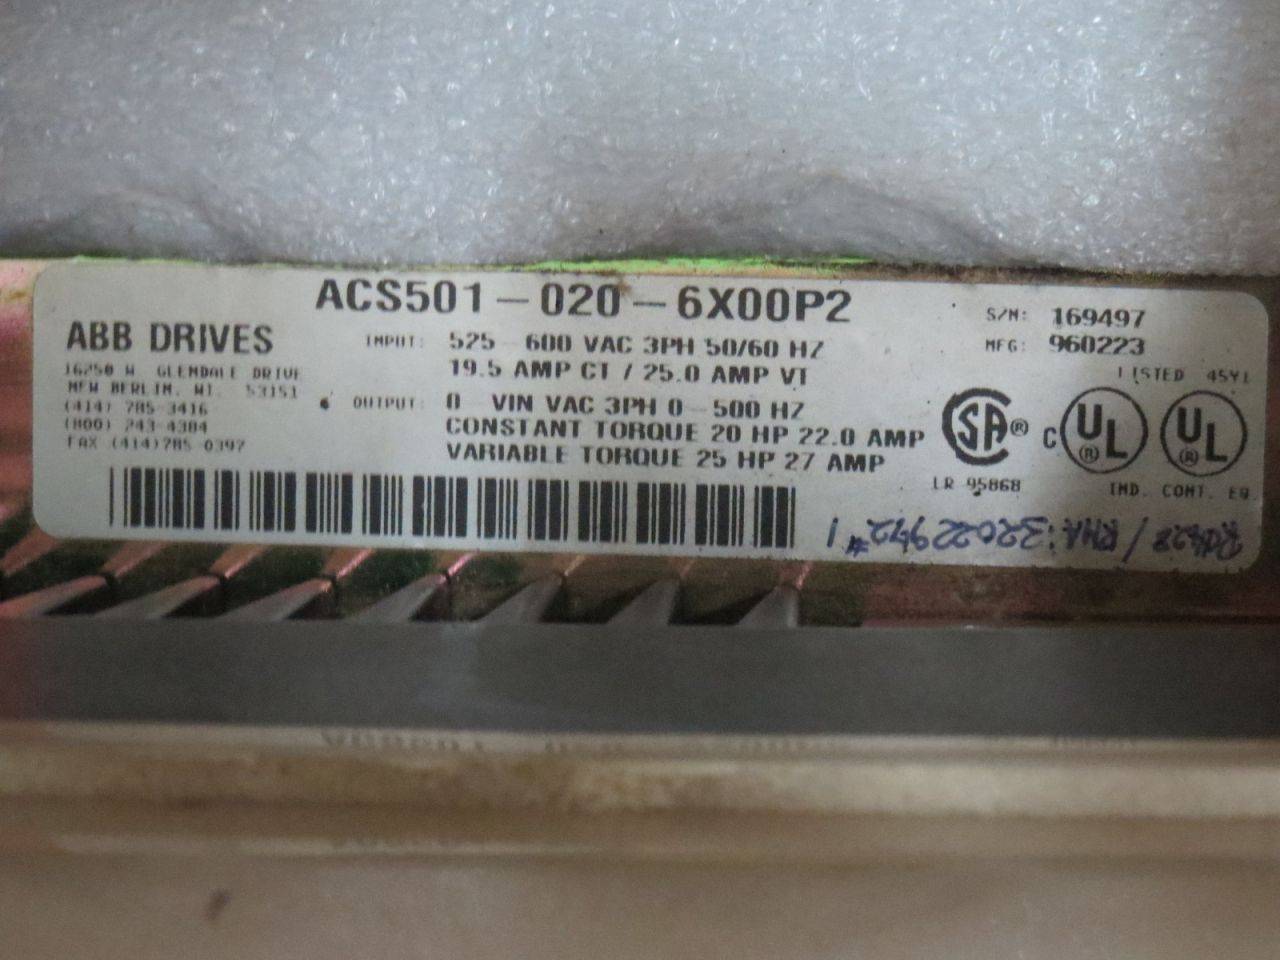 ACS501-020-6X00P2
ABB DRIVES
16250 W GLENDALE DRIVE
NEW BERLIN, WI. 53151
(414) 785-3416
(800) 243-4384
FAX (414)785 0397
INPUT: 525 600 VAC 3PH 50/60 HZ
19.5 AMP CT / 25.0 AMP VT
OUTPUT: 0 VIN VAC 3PH 0-500 HZ
CONSTANT TORQUE 20 HP 22.0 AMP
VARIABLE TORQUE 25 HP 27 AMP
S/N: 169497
MFG: 960223
LISTED 45Y1
SA®
C UL® UL®
LR 95868
IND. CONT. EQ.
/ RMA: 322022942 #1